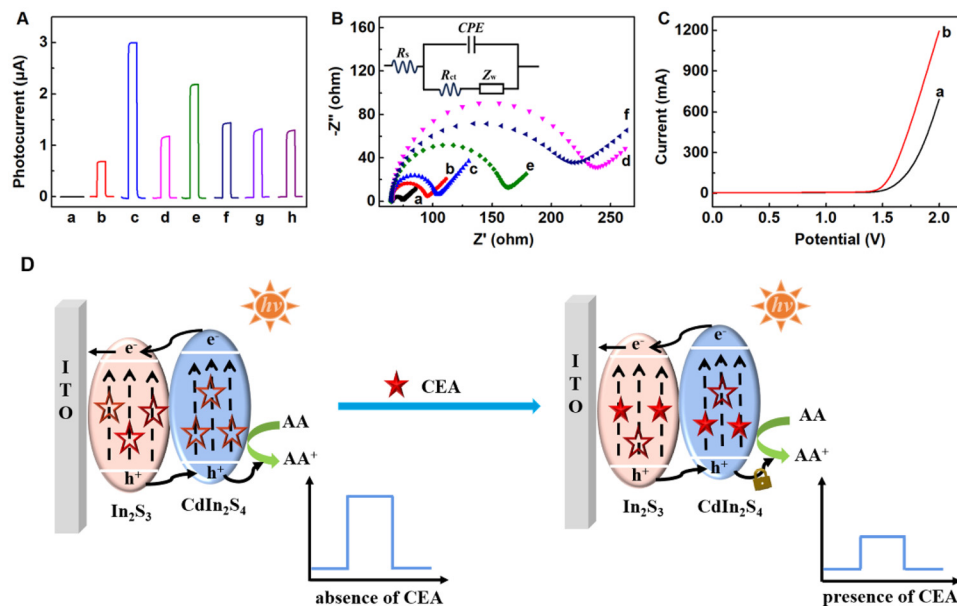 A
Photocurrent (μA)
3
2
1
0
a b c d e f g h
B
-Z'' (ohm)
160
120
80
40
0
CPE
Rs
Rct
Zw
f
d
e
b
c
a
100 150 200 250
Z' (ohm)
C
Current (mA)
1200
900
600
300
0
b
a
0.0 0.5 1.0 1.5 2.0
Potential (V)
D
ITO
hv
e⁻
e⁻
h⁺
h⁺
AA
AA⁺
In₂S₃
CdIn₂S₄
absence of CEA
CEA
ITO
hv
e⁻
e⁻
h⁺
h⁺
AA
AA⁺
In₂S₃
CdIn₂S₄
presence of CEA